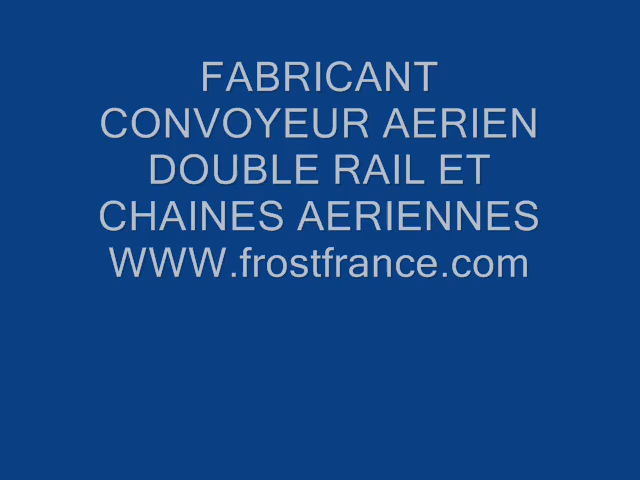 FABRICANT
CONVOYEUR AERIEN
DOUBLE RAIL ET
CHAINES AERIENNES
WWW.frostfrance.com